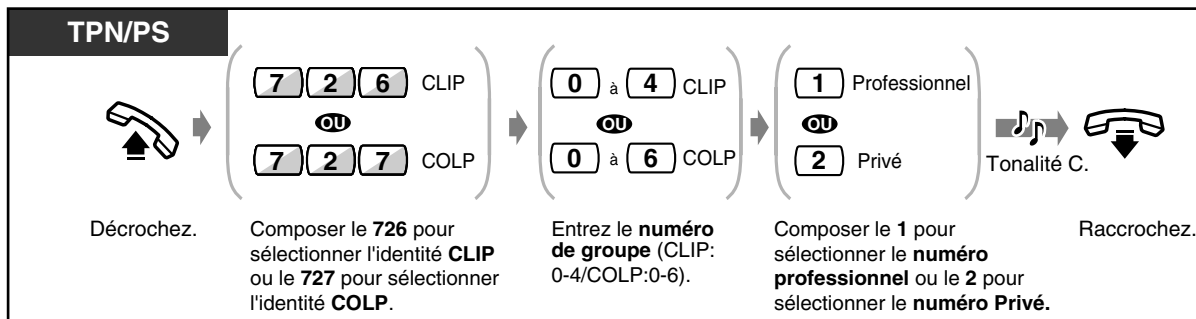 TPN/PS
7 2 6 CLIP
OU
7 2 7 COLP
0 à 4 CLIP
OU
0 à 6 COLP
1 Professionnel
OU
2 Privé
Tonalité C.
Décrochez.
Composer le 726 pour
sélectionner l'identité CLIP
ou le 727 pour sélectionner
l'identité COLP.
Entrez le numéro
de groupe (CLIP:
0-4/COLP:0-6).
Composer le 1 pour
sélectionner le numéro
professionnel ou le 2 pour
sélectionner le numéro Privé.
Raccrochez.